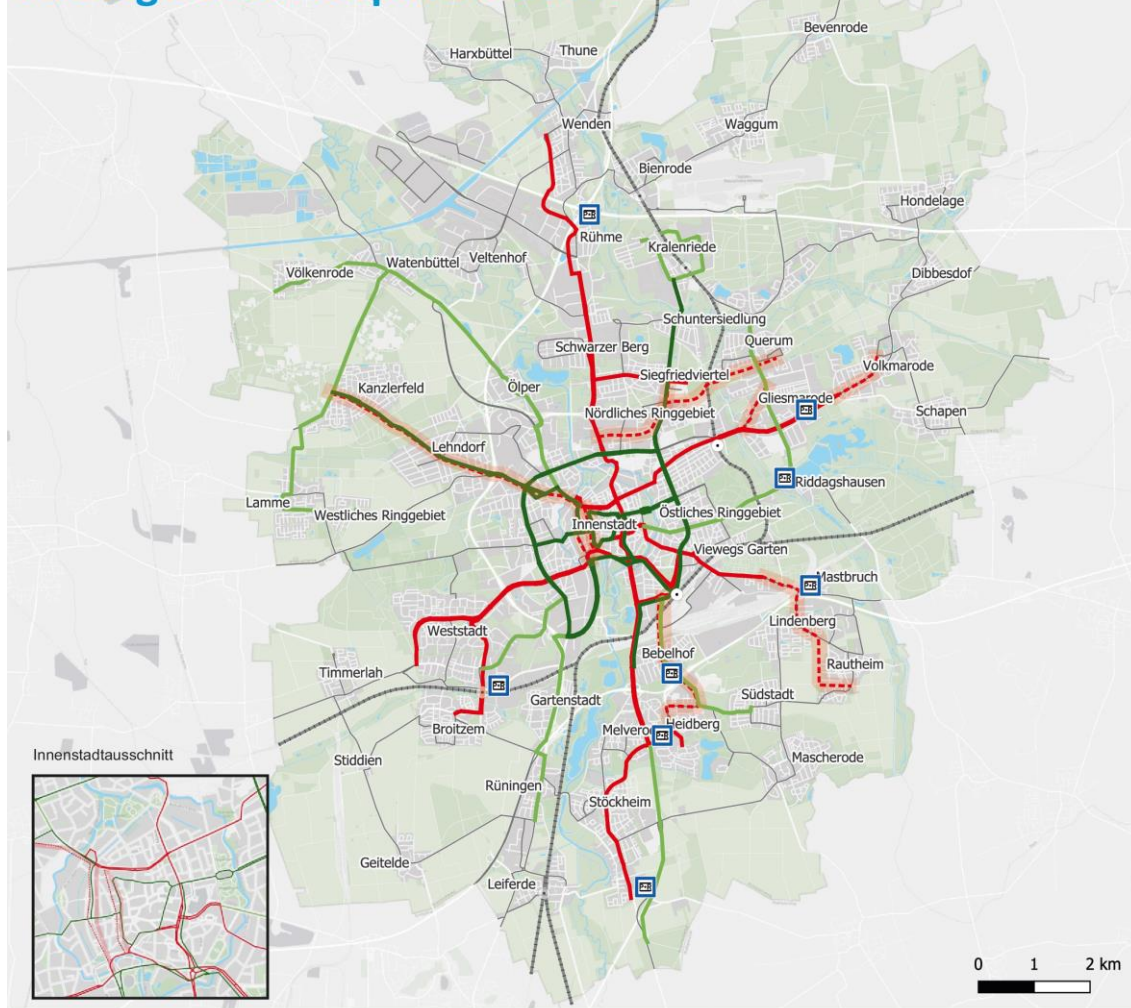 Bevenrode
Harxbüttel
Thune
Wenden
Waggum
Bienrode
Hondelage
Rühme
Kralenriede
Völkenrode
Watenbüttel
Veltenhof
Dibbesdof
Schuntersiedlung
Querum
Schwarzer Berg
Volkmarode
Siegfriedviertel
Kanzlerfeld
Ölper
Gliesmarode
Nördliches Ringgebiet
Schapen
Lehndorf
Riddagshausen
Lamme
Westliches Ringgebiet
Östliches Ringgebiet
Innenstadt
Viewegs Garten
Mastbruch
Weststadt
Lindenberg
Bebelhof
Rautheim
Timmerlah
Gartenstadt
Südstadt
Broitzem
Melverod
Heidberg
Innenstadtausschnitt
Stiddien
Mascherode
Rüningen
Stöckheim
Geitelde
Leiferde
0 1 2 km